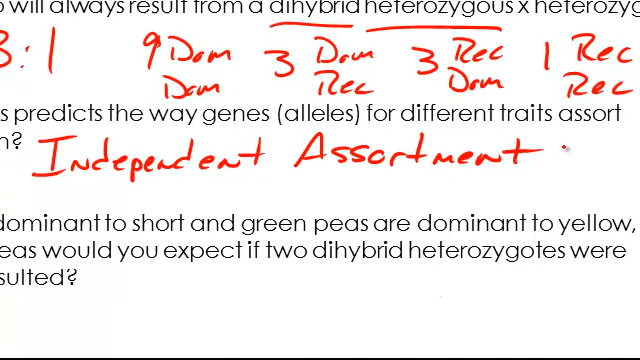 will always result from a dihybrid heterozygous x heterozyg
3:1 9 Dom 3 Dom 3 Rec 1 Rec
Dom Rec Dom Rec
s predicts the way genes (alleles) for different traits assort
n? Independent Assortment
dominant to short and green peas are dominant to yellow,
eas would you expect if two dihybrid heterozygotes were
sulted?